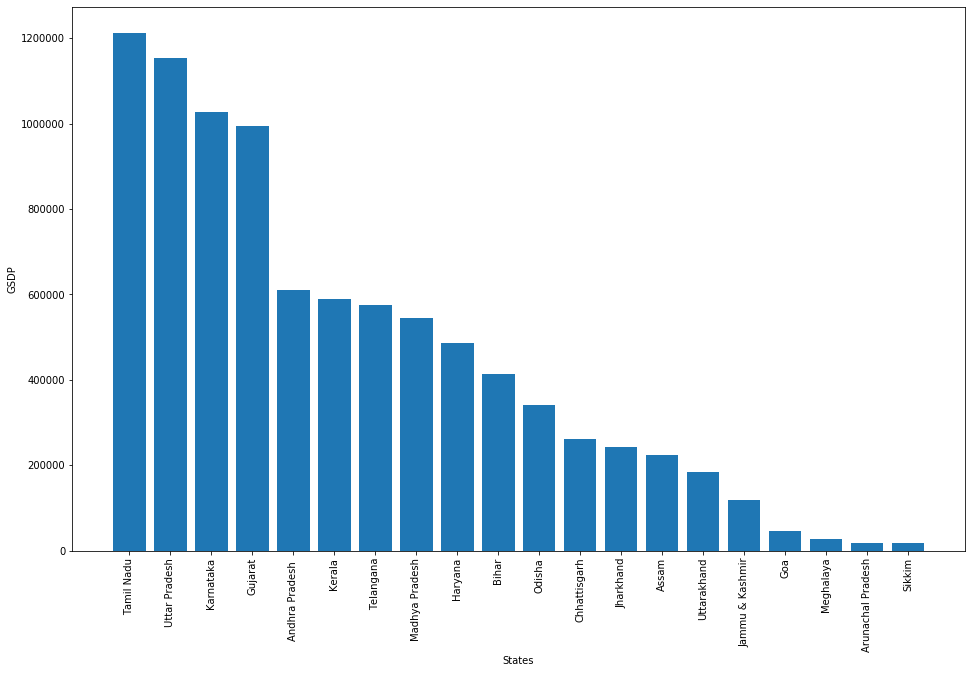 1200000
1000000
800000
600000
400000
200000
0
GSDP
Tamil Nadu
Uttar Pradesh
Karnataka
Gujarat
Andhra Pradesh
Kerala
Telangana
Madhya Pradesh
Haryana
Bihar
Odisha
Chhattisgarh
Jharkhand
Assam
Uttarakhand
Jammu & Kashmir
Goa
Meghalaya
Arunachal Pradesh
Sikkim
States